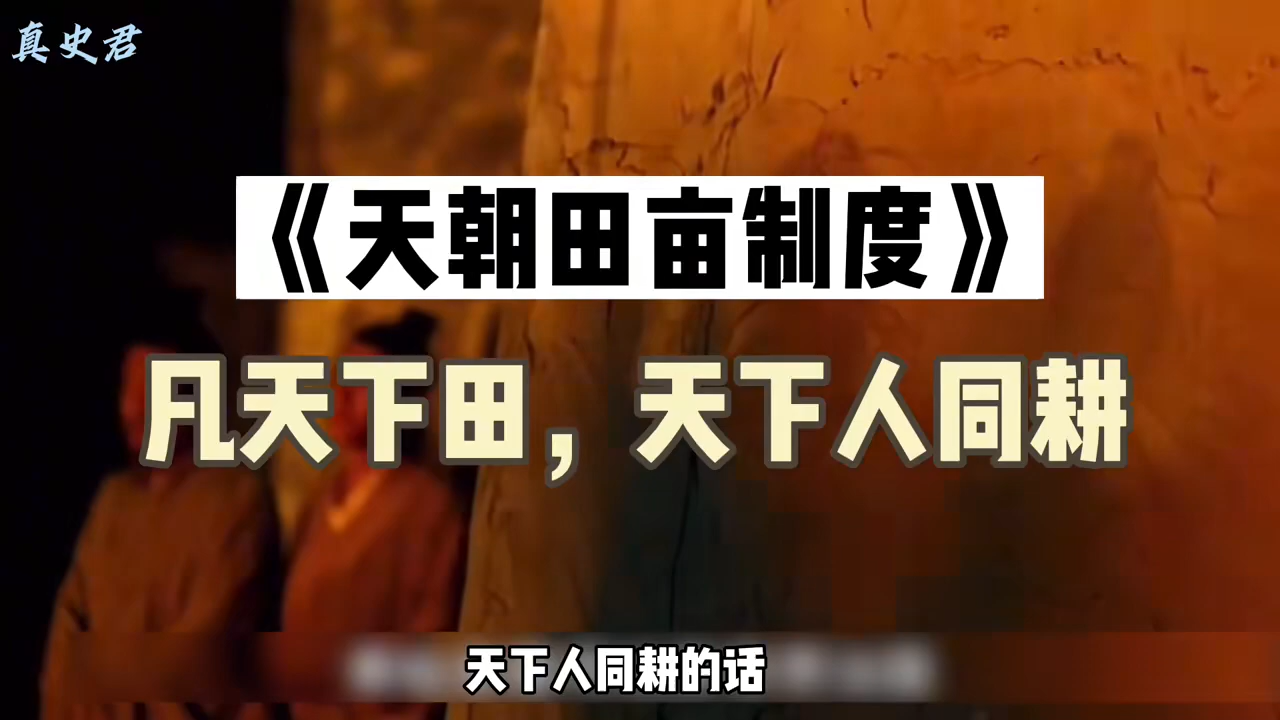 真史君
《天朝田亩制度》
凡天下田，天下人同耕
天下人同耕的话